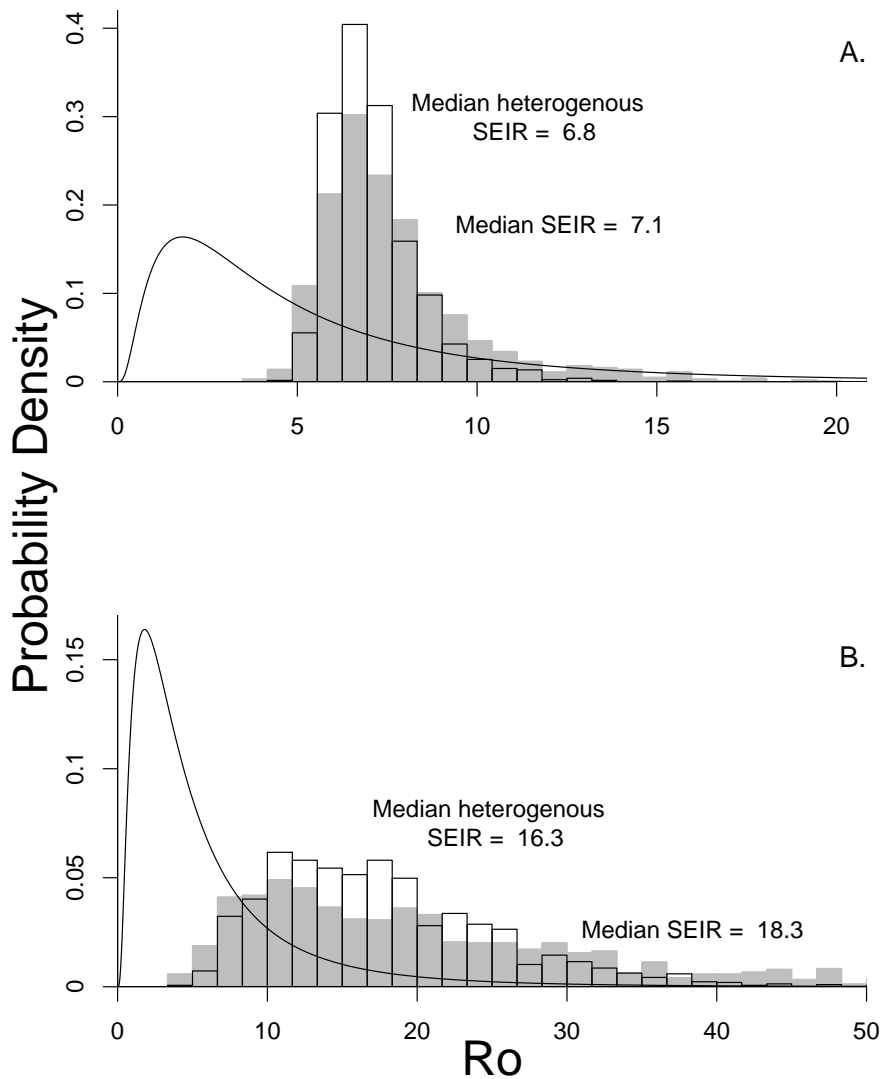 A.
0.4
0.3
0.2
0.1
0
Median heterogenous
SEIR = 6.8
Median SEIR = 7.1
0 5 10 15 20
Probability Density
B.
0.15
0.1
0.05
0
Median heterogenous
SEIR = 16.3
Median SEIR = 18.3
0 10 20 30 40 50
Ro